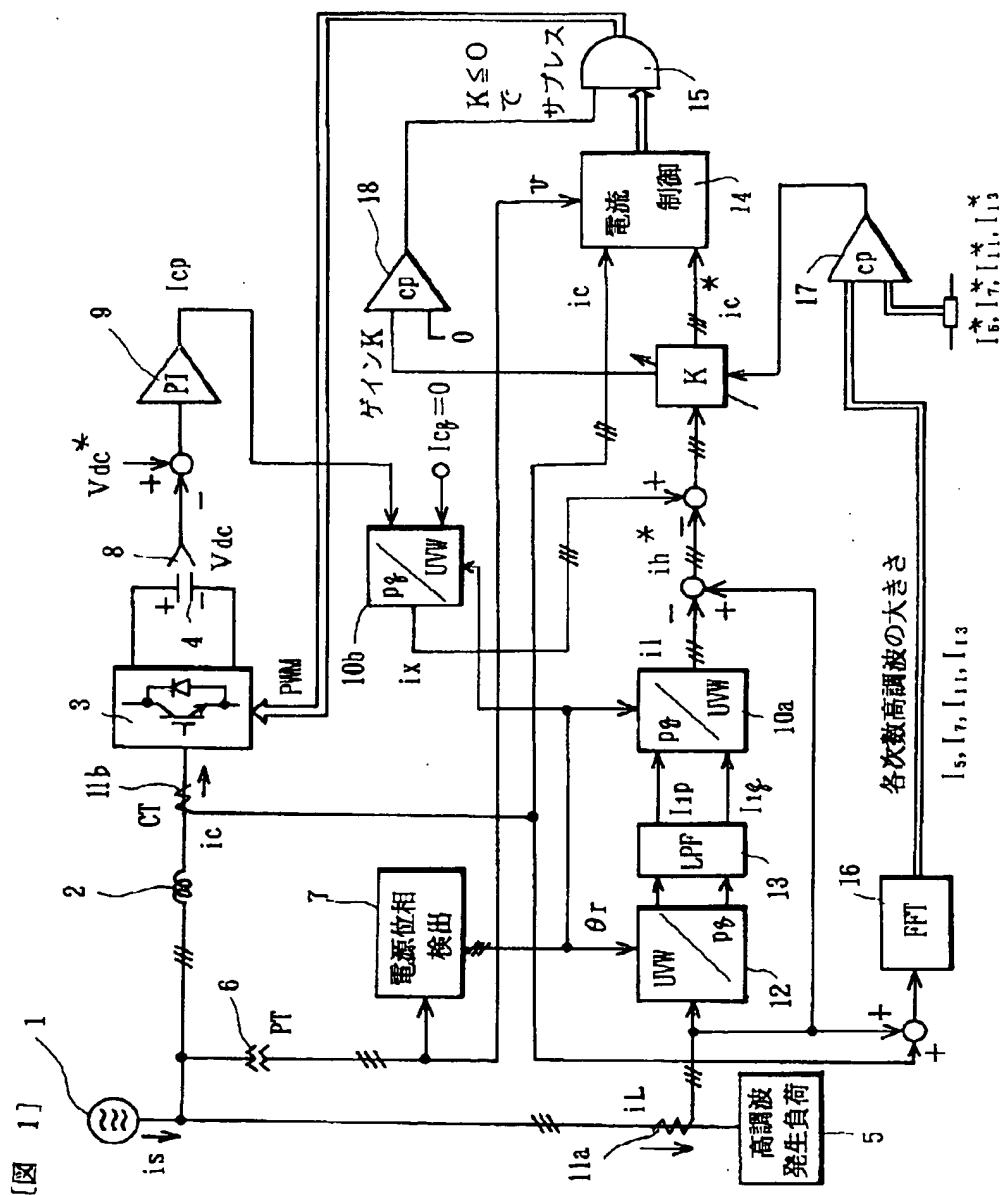 [図 1]
1
is
2
CT
11b
ic
3
PWM
4
+
−
8
Vdc
Vdc*
+
−
9
PI
Icp
6
PT
7
電源位相
検出
θr
10b
pq
UVW
ix
Icq=0
ゲインK
18
cp
0
K≦0
で
サプレス
15
v
ic
電流
制御
14
17
cp
I5*, I7*, I11*, I13*
K
ic*
+
−
ih*
−
+
il
pq
UVW
10a
I1p
I1q
LPF
13
UVW
pq
12
iL
11a
高調波
発生負荷
5
+
+
16
FFT
各次数高調波の大きさ
I5, I7, I11, I13